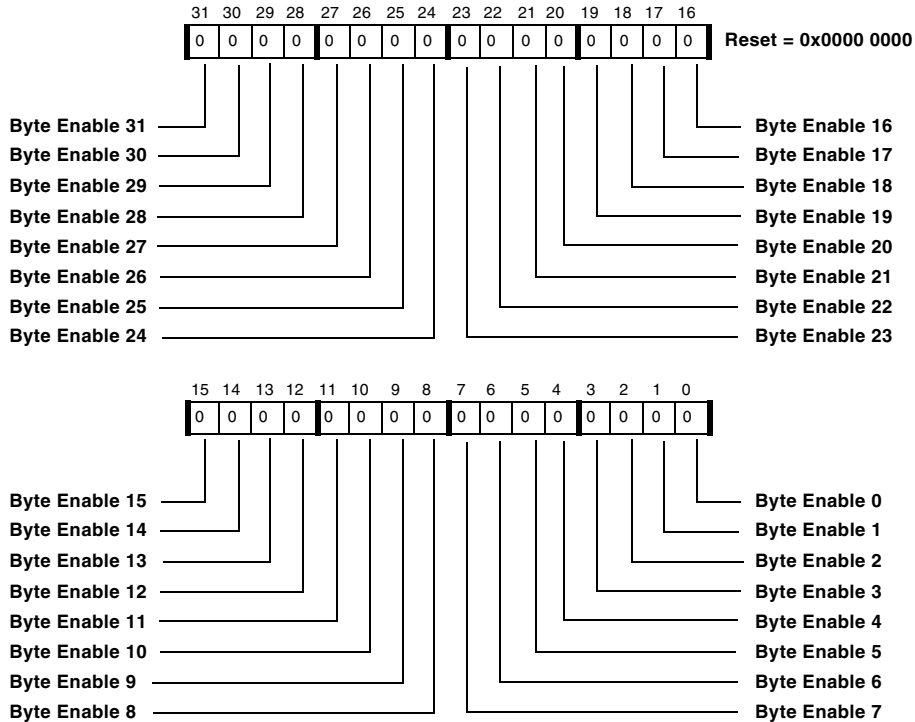 31 30 29 28 27 26 25 24 23 22 21 20 19 18 17 16
0 0 0 0 0 0 0 0 0 0 0 0 0 0 0 0 Reset = 0x0000 0000
Byte Enable 31 Byte Enable 16
Byte Enable 30 Byte Enable 17
Byte Enable 29 Byte Enable 18
Byte Enable 28 Byte Enable 19
Byte Enable 27 Byte Enable 20
Byte Enable 26 Byte Enable 21
Byte Enable 25 Byte Enable 22
Byte Enable 24 Byte Enable 23
15 14 13 12 11 10 9 8 7 6 5 4 3 2 1 0
0 0 0 0 0 0 0 0 0 0 0 0 0 0 0 0
Byte Enable 15 Byte Enable 0
Byte Enable 14 Byte Enable 1
Byte Enable 13 Byte Enable 2
Byte Enable 12 Byte Enable 3
Byte Enable 11 Byte Enable 4
Byte Enable 10 Byte Enable 5
Byte Enable 9 Byte Enable 6
Byte Enable 8 Byte Enable 7